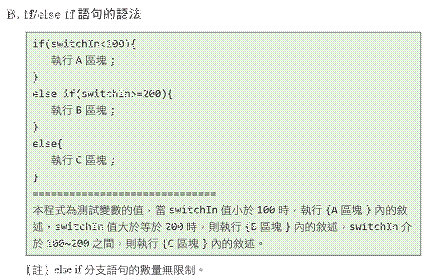 B. If/else if 語句的語法
if(switchIn<100){
執行 A 區塊；
}
else if(switchIn>=200){
執行 B 區塊；
}
else{
執行 C 區塊；
}
==============================
本程式為測試變數的值、當 switchIn 值小於 100 時，執行 {A 區塊 } 內的敘
述，switchIn 值大於等於 200 時，則執行 {B 區塊 } 內的敘述，switchIn 介
於 100~200 之間，則執行 {C 區塊 } 內的敘述。
[註] else if 分支語句的數量無限制。